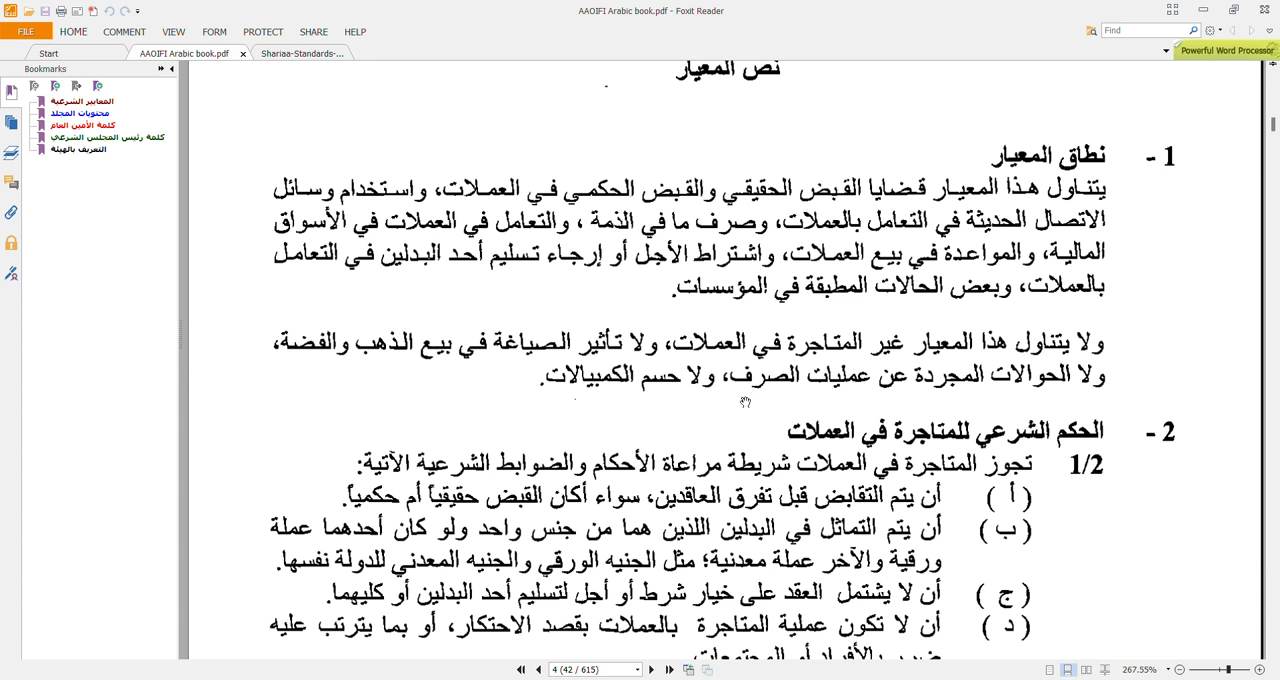 AAOIFI Arabic book.pdf - Foxit Reader
FILE HOME COMMENT VIEW FORM PROTECT SHARE HELP
Find
Start AAOIFI Arabic book.pdf Shariaa-Standards-...
Powerful Word Processor
Bookmarks
المعايير الشرعية
محتويات المجلد
كلمة الأمين العام
كلمة رئيس المجلس الشرعي
التعريف بالهيئة
نص المعيار
1 - نطاق المعيار
يتناول هذا المعيار قضايا القبض الحقيقي والقبض الحكمي في العملات، واستخدام وسائل
الاتصال الحديثة في التعامل بالعملات، وصرف ما في الذمة ، والتعامل في العملات في الأسواق
المالية، والمواعدة في بيع العملات، واشتراط الأجل أو إرجاء تسليم أحد البدلين في التعامل
بالعملات، وبعض الحالات المطبقة في المؤسسات.
ولا يتناول هذا المعيار غير المتاجرة في العملات، ولا تأثير الصياغة في بيع الذهب والفضة،
ولا الحوالات المجردة عن عمليات الصرف، ولا حسم الكمبيالات.
2 - الحكم الشرعي للمتاجرة في العملات
1/2 تجوز المتاجرة في العملات شريطة مراعاة الأحكام والضوابط الشرعية الآتية:
( أ ) أن يتم التقابض قبل تفرق العاقدين، سواء أكان القبض حقيقياً أم حكمياً.
( ب ) أن يتم التماثل في البدلين اللذين هما من جنس واحد ولو كان أحدهما عملة
ورقية والآخر عملة معدنية؛ مثل الجنيه الورقي والجنيه المعدني للدولة نفسها.
( ج ) أن لا يشتمل العقد على خيار شرط أو أجل لتسليم أحد البدلين أو كليهما.
( د ) أن لا تكون عملية المتاجرة بالعملات بقصد الاحتكار، أو بما يترتب عليه
ضرر بالأفراد أو المجتمعات.
4 (42 / 615)
267.55%